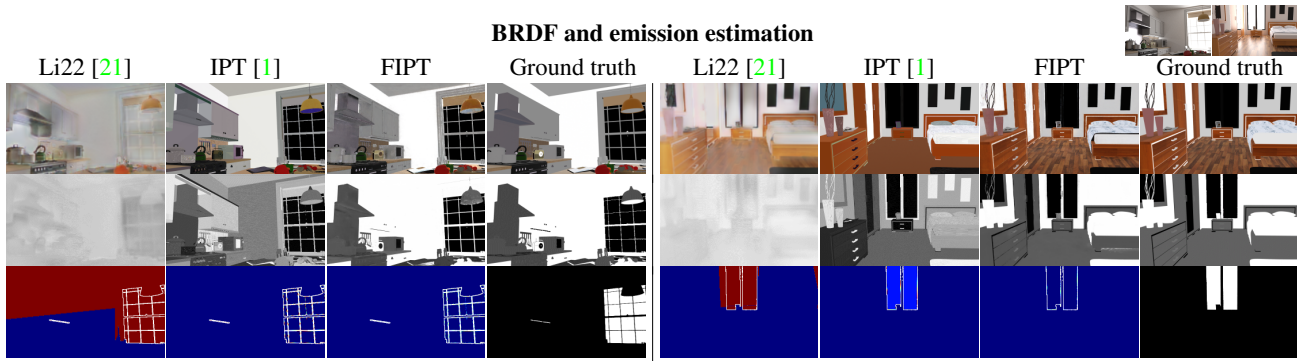 BRDF and emission estimation
Li22 [21] IPT [1] FIPT Ground truth Li22 [21] IPT [1] FIPT Ground truth